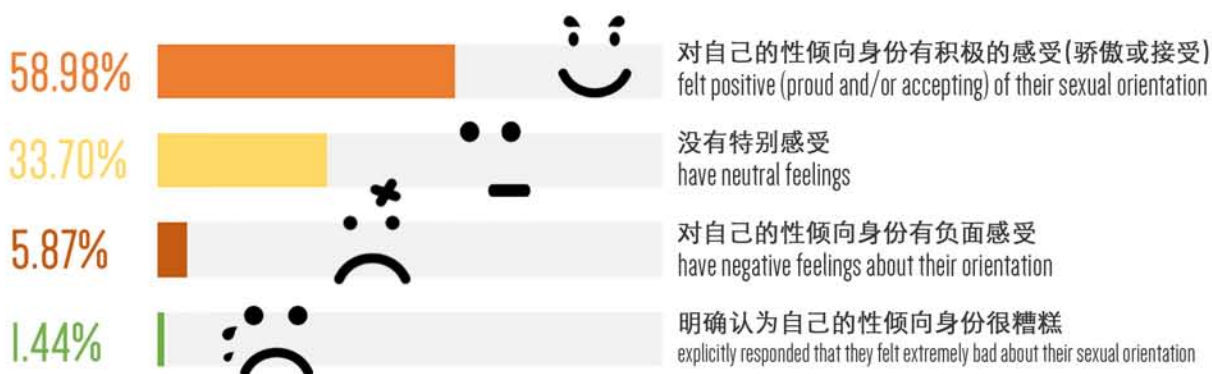 58.98%
对自己的性倾向身份有积极的感受(骄傲或接受)
felt positive (proud and/or accepting) of their sexual orientation
33.70%
没有特别感受
have neutral feelings
5.87%
对自己的性倾向身份有负面感受
have negative feelings about their orientation
1.44%
明确认为自己的性倾向身份很糟糕
explicitly responded that they felt extremely bad about their sexual orientation